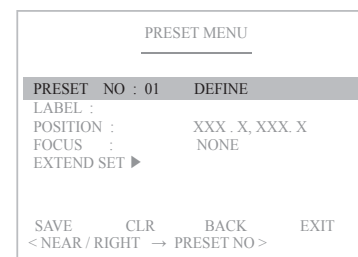 PRESET MENU
PRESET NO : 01 DEFINE
LABEL :
POSITION : XXX . X, XXX. X
FOCUS : NONE
EXTEND SET ▶
SAVE CLR BACK EXIT
< NEAR / RIGHT → PRESET NO >